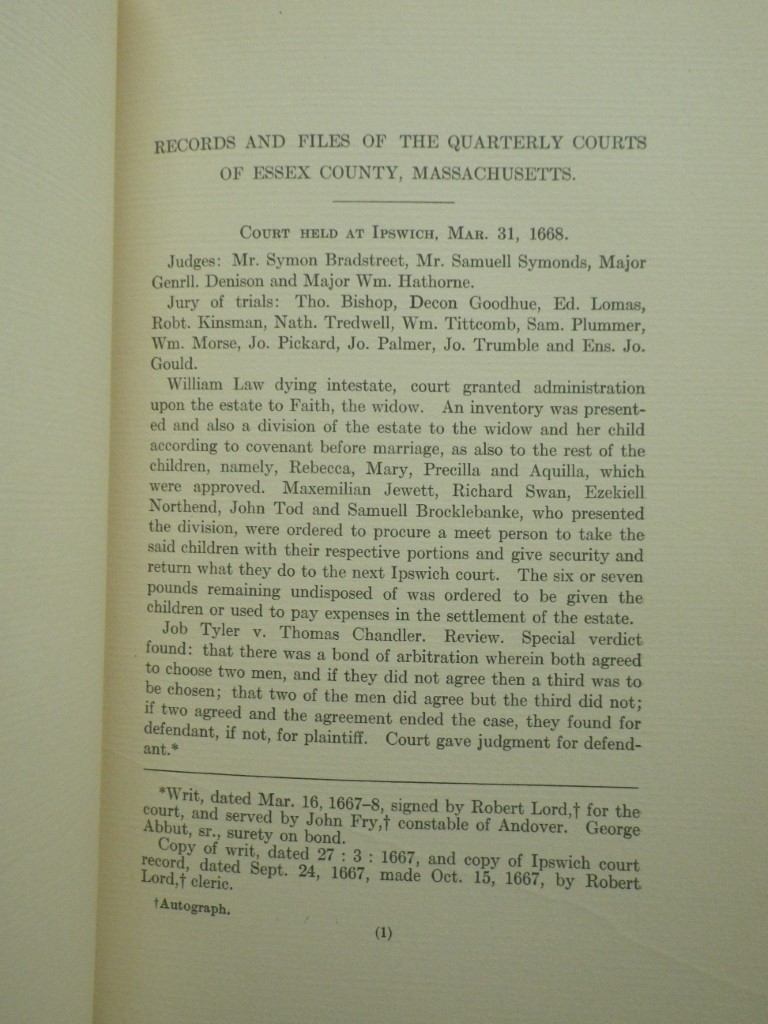 RECORDS AND FILES OF THE QUARTERLY COURTS
OF ESSEX COUNTY, MASSACHUSETTS.
COURT HELD AT IPSWICH, MAR. 31, 1668.
Judges: Mr. Symon Bradstreet, Mr. Samuell Symonds, Major
Genrll. Denison and Major Wm. Hathorne.
Jury of trials: Tho. Bishop, Decon Goodhue, Ed. Lomas,
Robt. Kinsman, Nath. Tredwell, Wm. Tittcomb, Sam. Plummer,
Wm. Morse, Jo. Pickard, Jo. Palmer, Jo. Trumble and Ens. Jo.
Gould.
William Law dying intestate, court granted administration
upon the estate to Faith, the widow. An inventory was present-
ed and also a division of the estate to the widow and her child
according to covenant before marriage, as also to the rest of the
children, namely, Rebecca, Mary, Precilla and Aquilla, which
were approved. Maxemilian Jewett, Richard Swan, Ezekiell
Northend, John Tod and Samuell Brocklebanke, who presented
the division, were ordered to procure a meet person to take the
said children with their respective portions and give security and
return what they do to the next Ipswich court. The six or seven
pounds remaining undisposed of was ordered to be given the
children or used to pay expenses in the settlement of the estate.
Job Tyler v. Thomas Chandler. Review. Special verdict
found: that there was a bond of arbitration wherein both agreed
to choose two men, and if they did not agree then a third was to
be chosen; that two of the men did agree but the third did not;
if two agreed and the agreement ended the case, they found for
defendant, if not, for plaintiff. Court gave judgment for defend-
ant.*
*Writ, dated Mar. 16, 1667–8, signed by Robert Lord,† for the
court, and served by John Fry,† constable of Andover. George
Abbut, sr., surety on bond.
Copy of writ, dated 27 : 3 : 1667, and copy of Ipswich court
record, dated Sept. 24, 1667, made Oct. 15, 1667, by Robert
Lord,† cleric.
†Autograph.
(1)